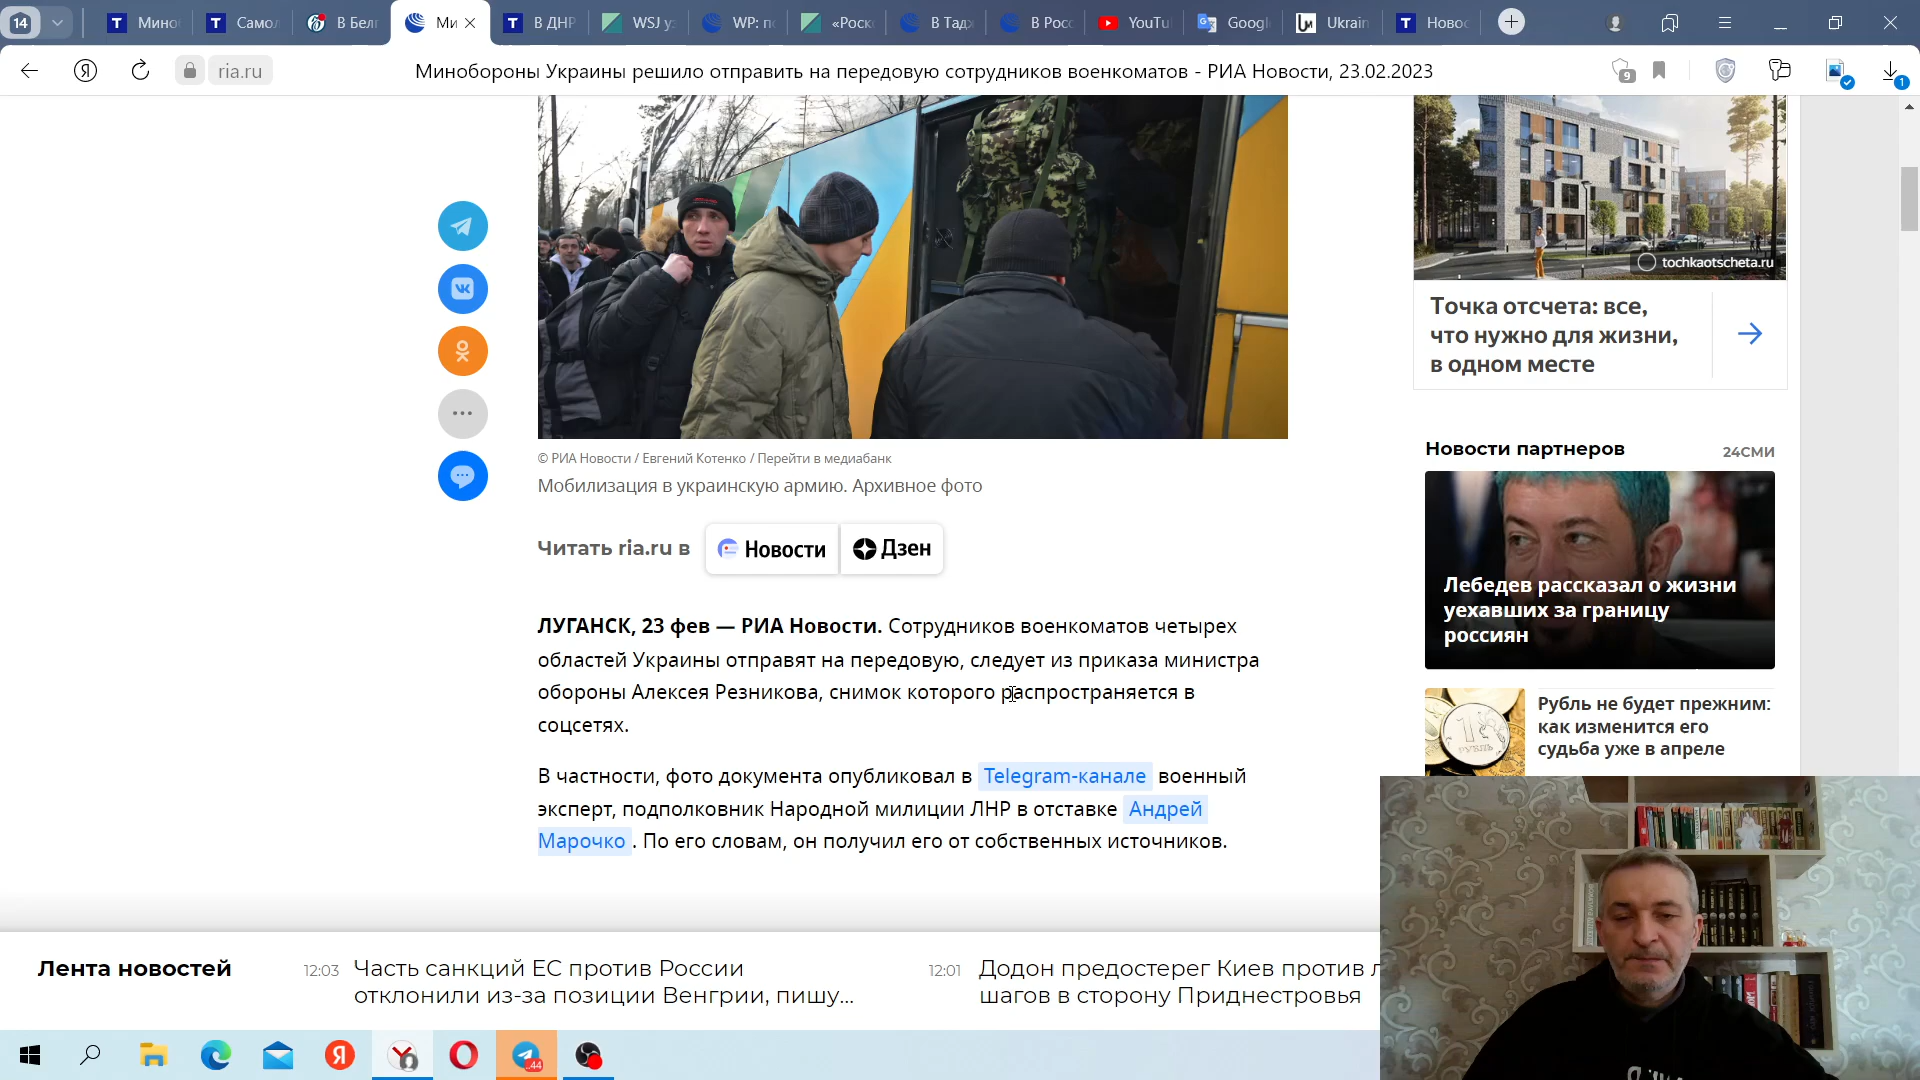 14
Мино
Само
В Бел
Ми
В ДНР
WSJ у
WP: п
«Роск
В Тад
В Рос
YouTu
Googl
Ukrain
Ново
Я
ria.ru
Минобороны Украины решило отправить на передовую сотрудников военкоматов - РИА Новости, 23.02.2023
9
1
© РИА Новости / Евгений Котенко / Перейти в медиабанк
Мобилизация в украинскую армию. Архивное фото
Читать ria.ru в
Новости
Дзен
ЛУГАНСК, 23 фев — РИА Новости. Сотрудников военкоматов четырех
областей Украины отправят на передовую, следует из приказа министра
обороны Алексея Резникова, снимок которого распространяется в
соцсетях.
В частности, фото документа опубликовал в Telegram-канале военный
эксперт, подполковник Народной милиции ЛНР в отставке Андрей
Марочко . По его словам, он получил его от собственных источников.
tochkaotscheta.ru
Точка отсчета: все,
что нужно для жизни,
в одном месте
Новости партнеров
24СМИ
Лебедев рассказал о жизни
уехавших за границу
россиян
Рубль не будет прежним:
как изменится его
судьба уже в апреле
Лента новостей
12:03 Часть санкций ЕС против России
отклонили из-за позиции Венгрии, пишу...
12:01 Додон предостерег Киев против л
шагов в сторону Приднестровья
Я
44